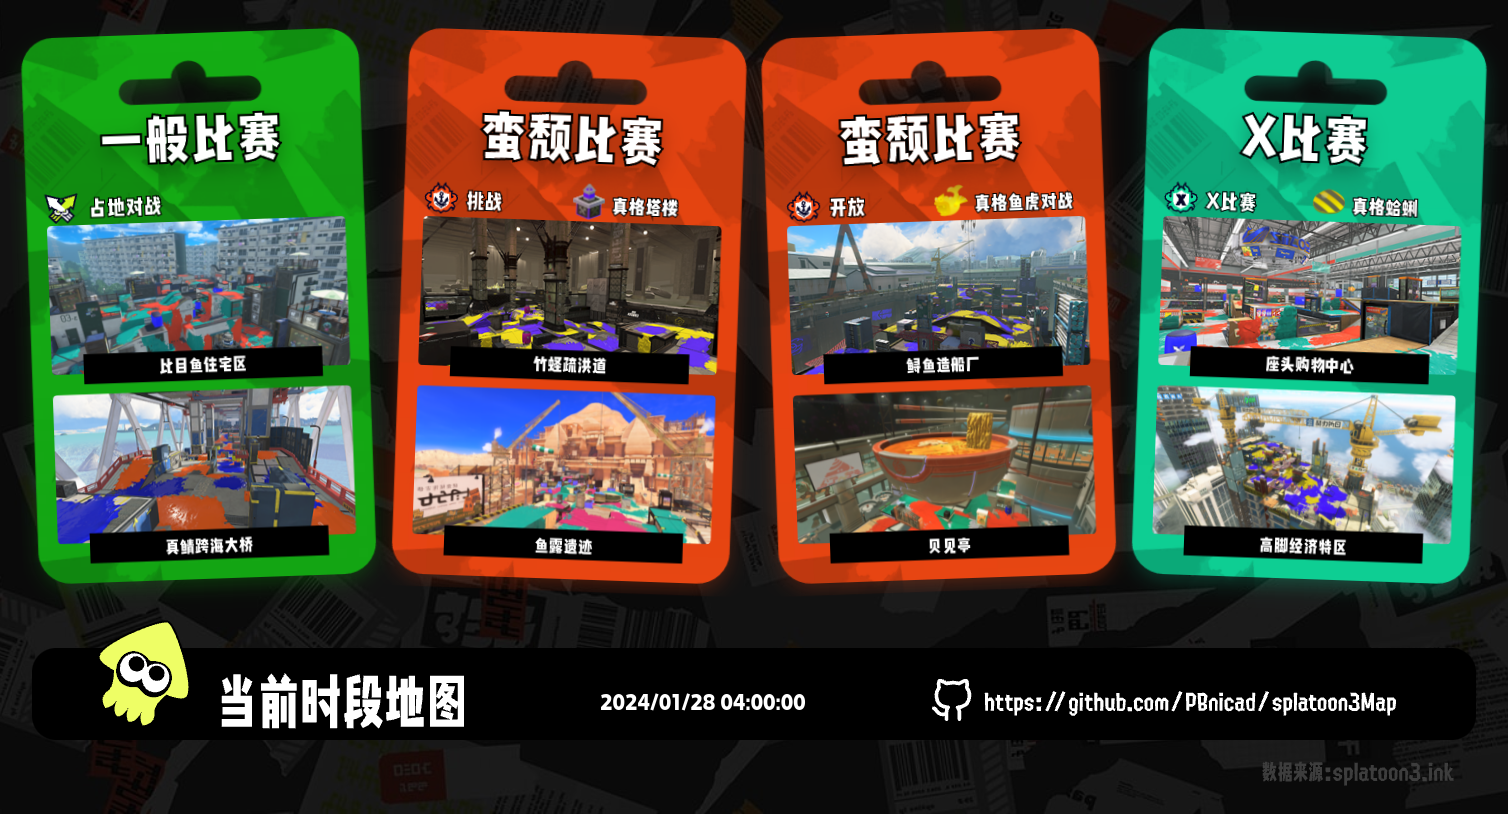 一般比赛
占地对战
比目鱼住宅区
真鲭跨海大桥
蛮颓比赛
挑战
真格塔楼
竹蛏疏洪道
鱼露遗迹
蛮颓比赛
开放
真格鱼虎对战
鲟鱼造船厂
贝见亭
X比赛
X比赛
真格蛤蜊
座头购物中心
高脚经济特区
当前时段地图
2024/01/28 04:00:00
https://github.com/PBnicad/splatoon3Map
数据来源:splatoon3.ink